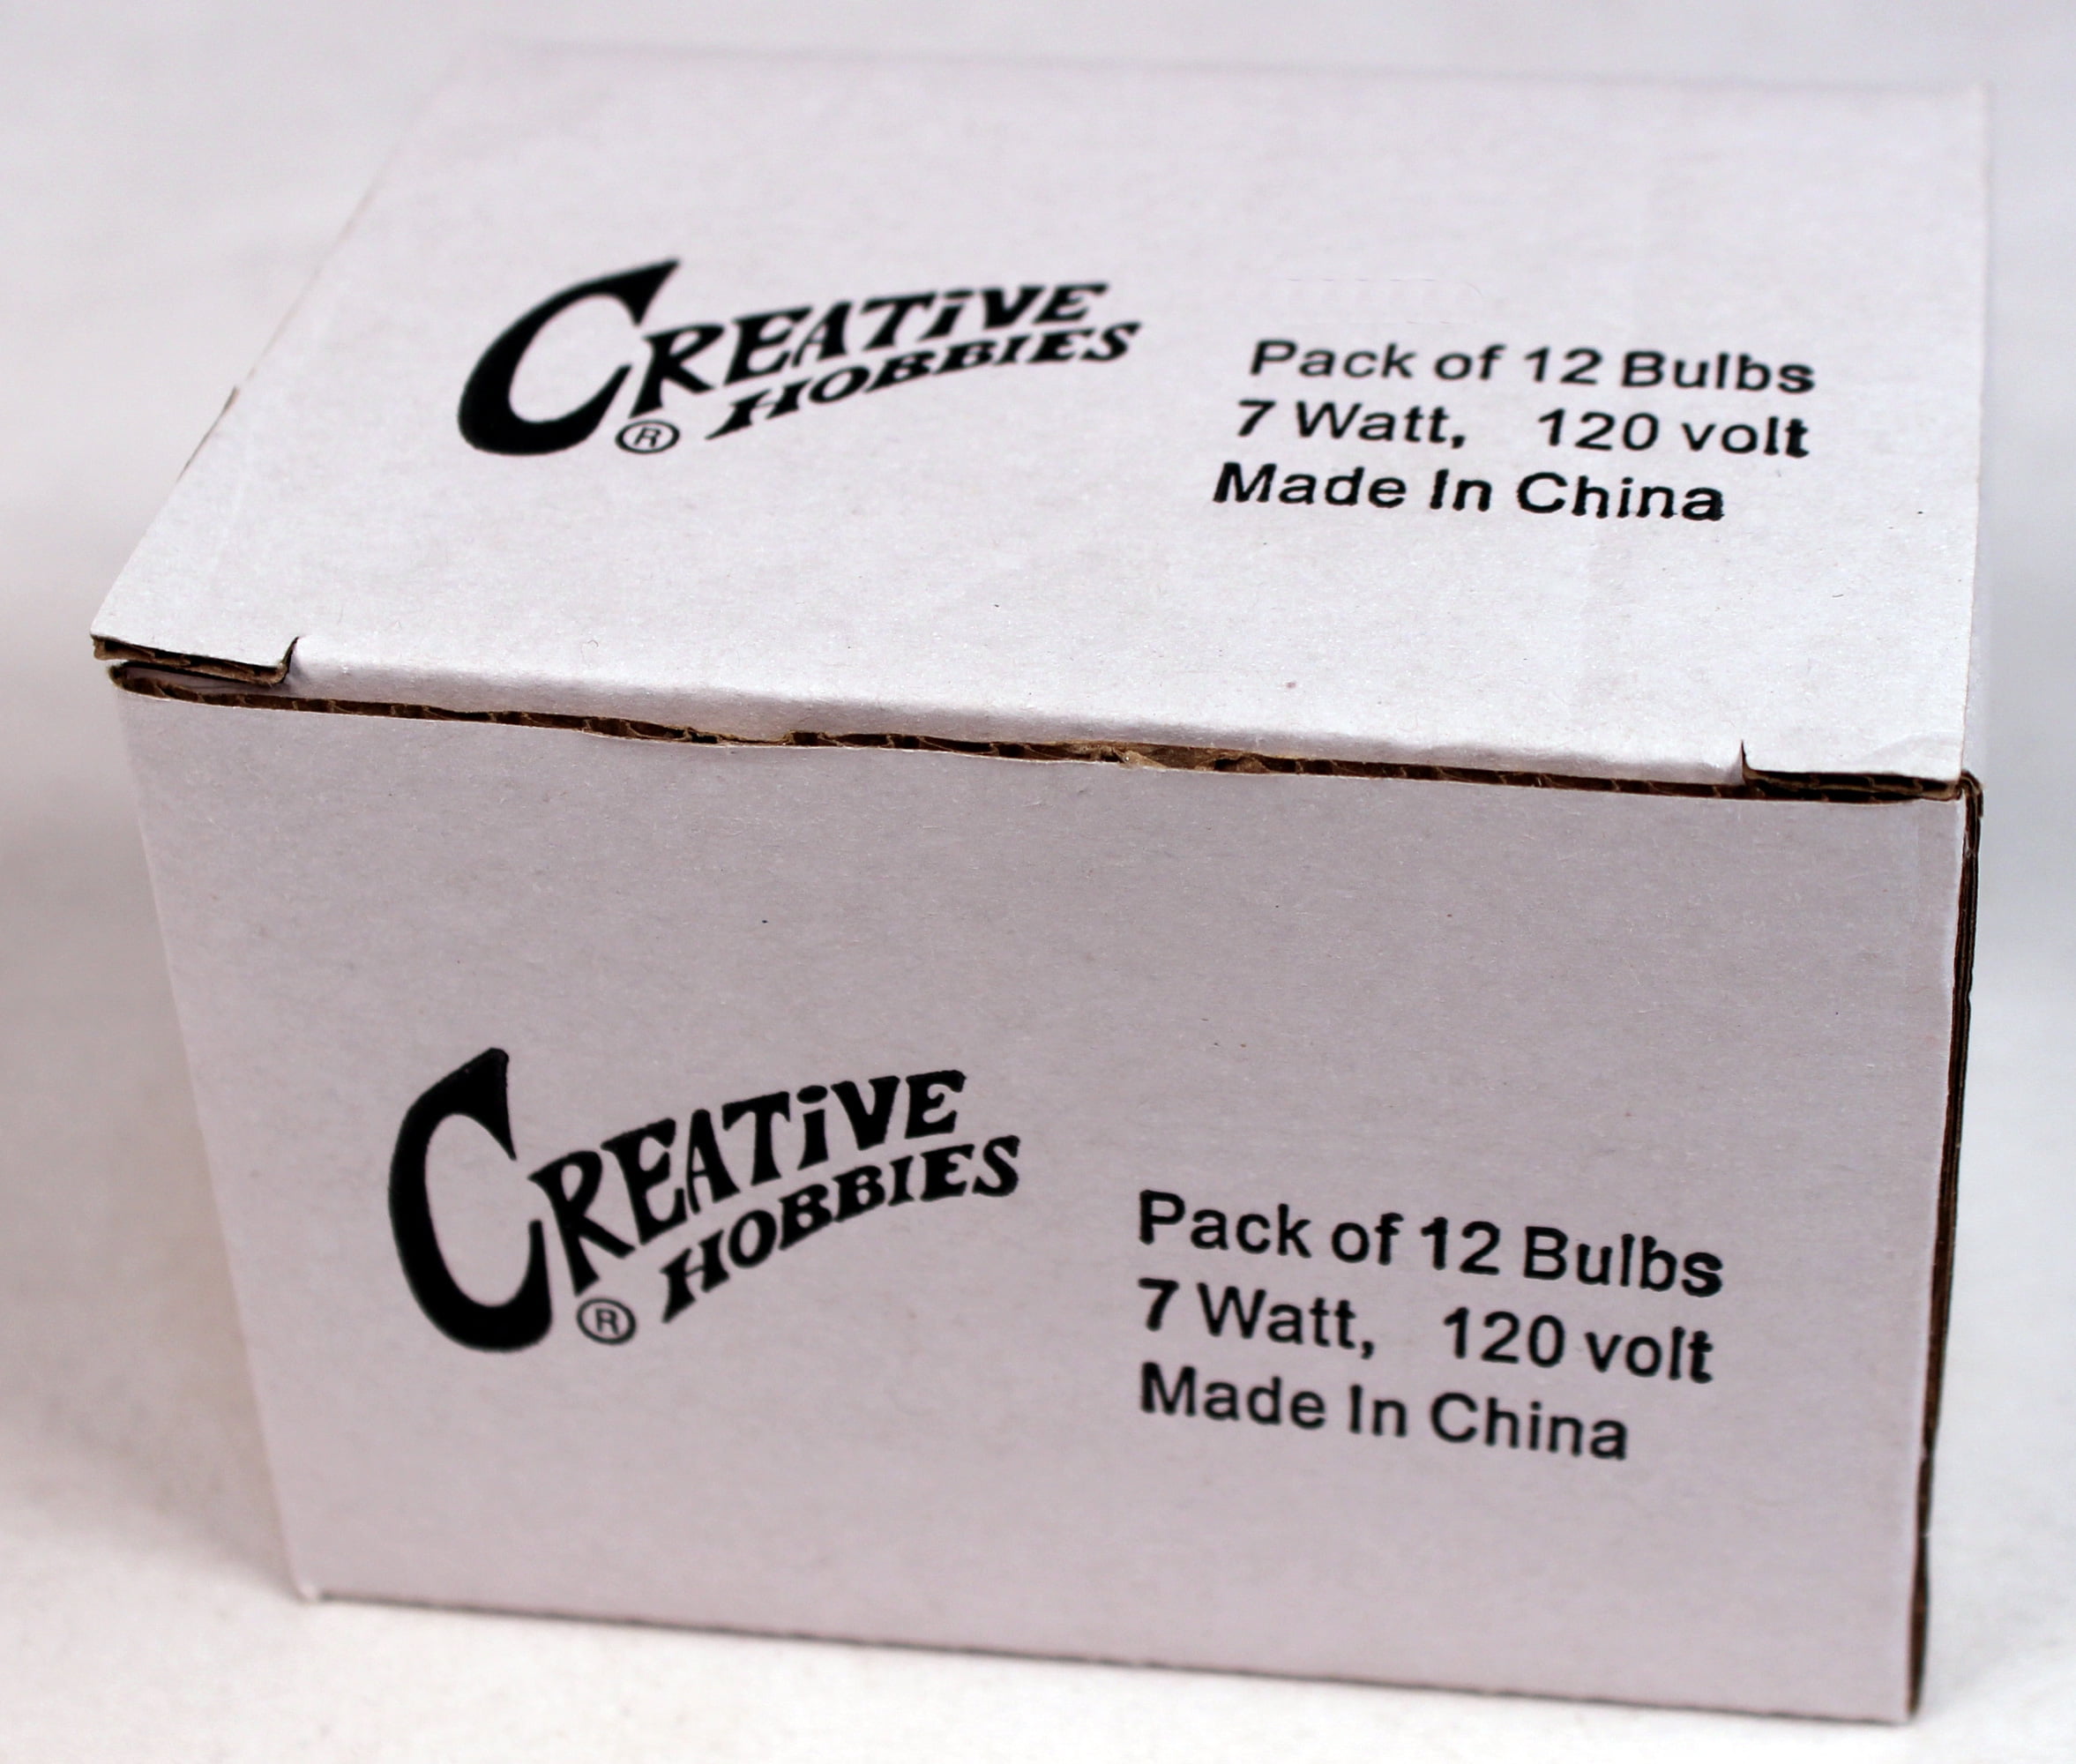 CREATiVE
HOBBIES
®
Pack of 12 Bulbs
7 Watt, 120 volt
Made In China
CREATiVE
HOBBIES
®
Pack of 12 Bulbs
7 Watt, 120 volt
Made In China